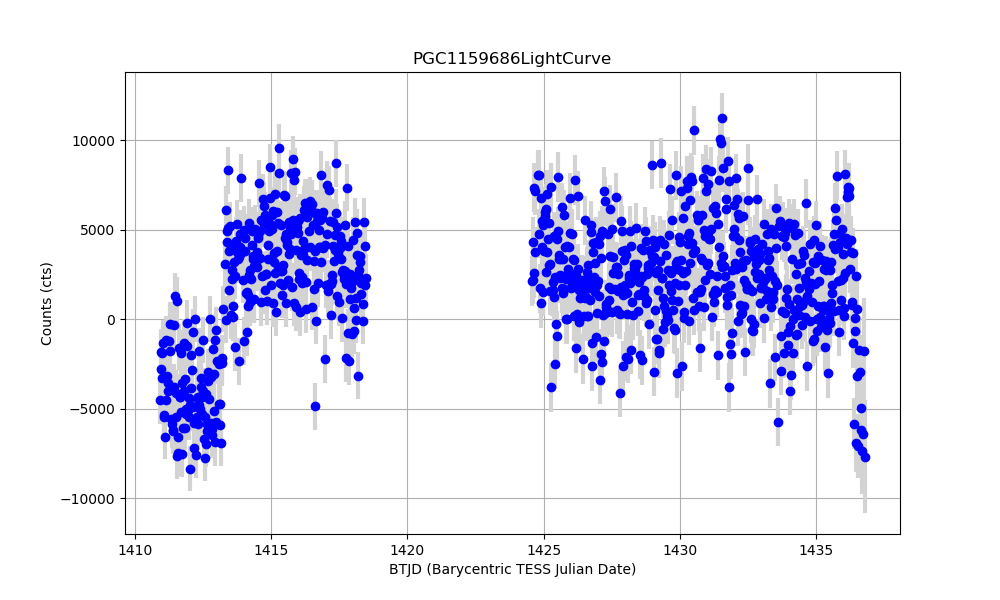 PGC1159686LightCurve
10000
5000
0
−5000
−10000
Counts (cts)
1410 1415 1420 1425 1430 1435
BTJD (Barycentric TESS Julian Date)